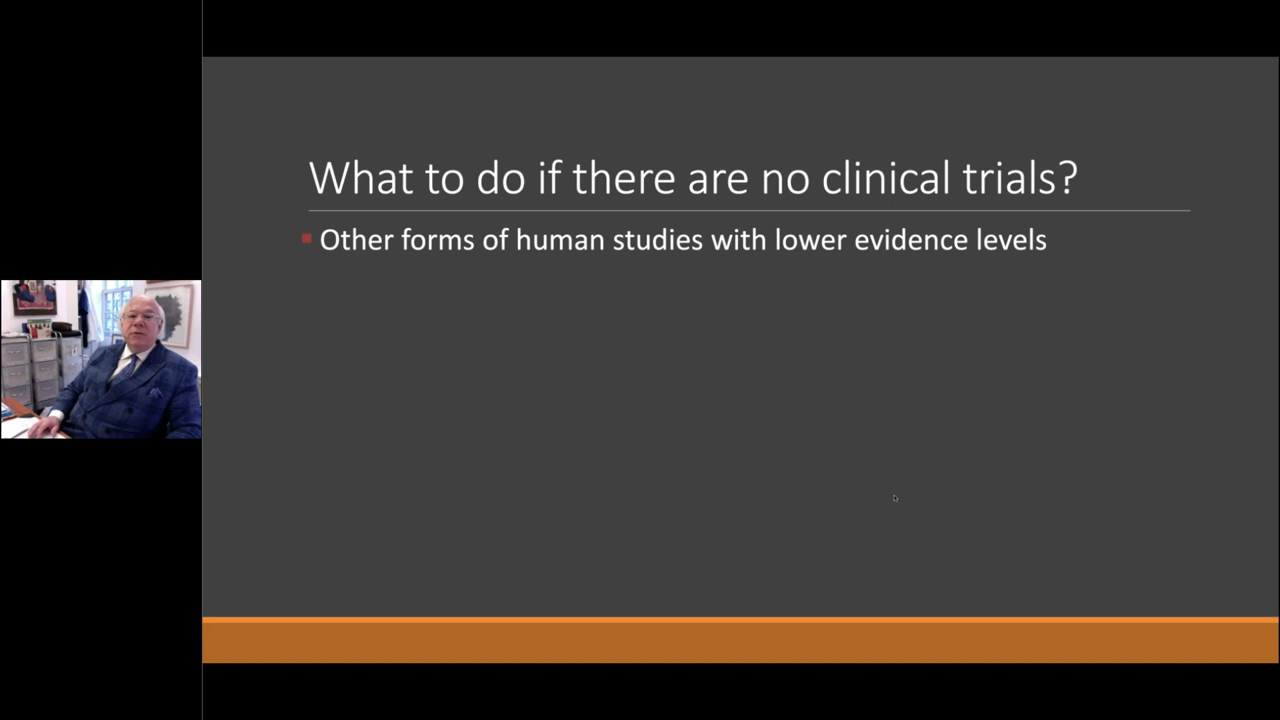 What to do if there are no clinical trials?
Other forms of human studies with lower evidence levels